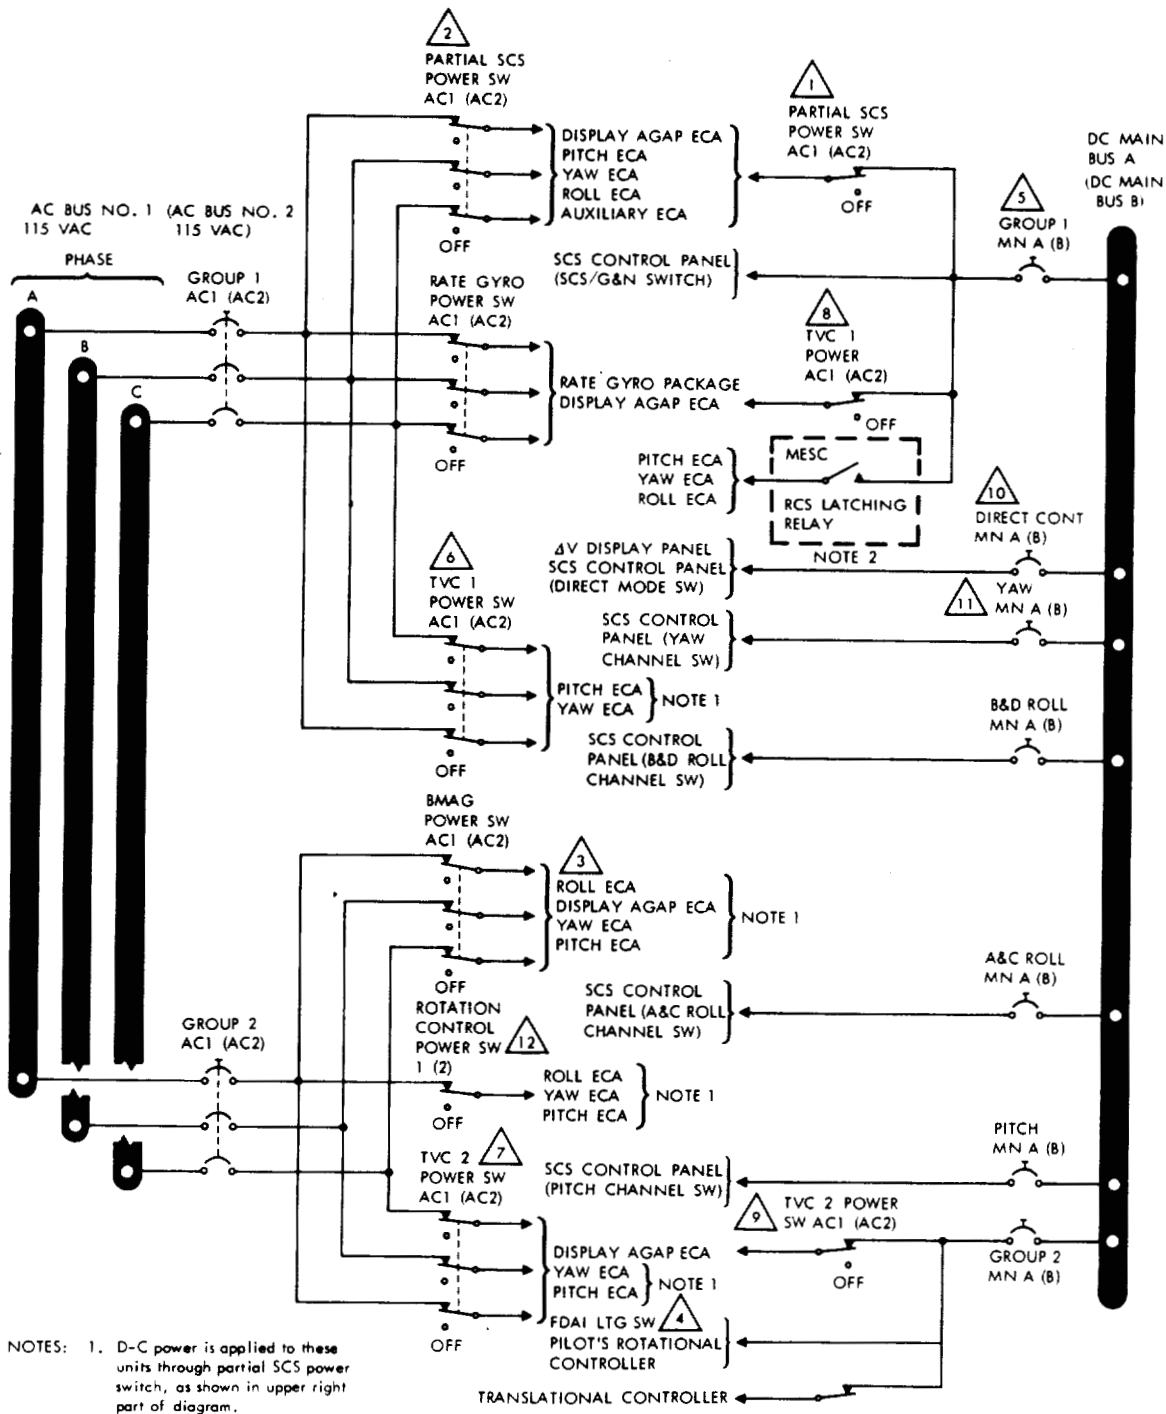 2
PARTIAL SCS
POWER SW
AC1 (AC2)
1
PARTIAL SCS
POWER SW
AC1 (AC2)
OFF
DC MAIN
BUS A
(DC MAIN
BUS B)
DISPLAY AGAP ECA
PITCH ECA
YAW ECA
ROLL ECA
AUXILIARY ECA
OFF
5
GROUP 1
MN A (B)
AC BUS NO. 1 (AC BUS NO. 2
115 VAC 115 VAC)
PHASE
A
B
C
GROUP 1
AC1 (AC2)
SCS CONTROL PANEL
(SCS/G&N SWITCH)
RATE GYRO
POWER SW
AC1 (AC2)
OFF
8
TVC 1
POWER
AC1 (AC2)
OFF
RATE GYRO PACKAGE
DISPLAY AGAP ECA
PITCH ECA
YAW ECA
ROLL ECA
MESC
RCS LATCHING
RELAY
NOTE 2
10
DIRECT CONT
MN A (B)
ΔV DISPLAY PANEL
SCS CONTROL PANEL
(DIRECT MODE SW)
6
TVC 1
POWER SW
AC1 (AC2)
OFF
11
YAW
MN A (B)
SCS CONTROL
PANEL (YAW
CHANNEL SW)
PITCH ECA
YAW ECA
NOTE 1
B&D ROLL
MN A (B)
SCS CONTROL
PANEL (B&D ROLL
CHANNEL SW)
BMAG
POWER SW
AC1 (AC2)
OFF
3
ROLL ECA
DISPLAY AGAP ECA
YAW ECA
PITCH ECA
NOTE 1
A&C ROLL
MN A (B)
SCS CONTROL
PANEL (A&C ROLL
CHANNEL SW)
GROUP 2
AC1 (AC2)
ROTATION
CONTROL
POWER SW
1 (2)
12
OFF
ROLL ECA
YAW ECA
PITCH ECA
NOTE 1
PITCH
MN A (B)
SCS CONTROL PANEL
(PITCH CHANNEL SW)
TVC 2
POWER SW
AC1 (AC2)
7
OFF
9
TVC 2 POWER
SW AC1 (AC2)
OFF
GROUP 2
MN A (B)
DISPLAY AGAP ECA
YAW ECA
PITCH ECA
NOTE 1
FDAI LTG SW
4
PILOT'S ROTATIONAL
CONTROLLER
TRANSLATIONAL CONTROLLER
NOTES: 1. D-C power is applied to these
units through partial SCS power
switch, as shown in upper right
part of diagram.